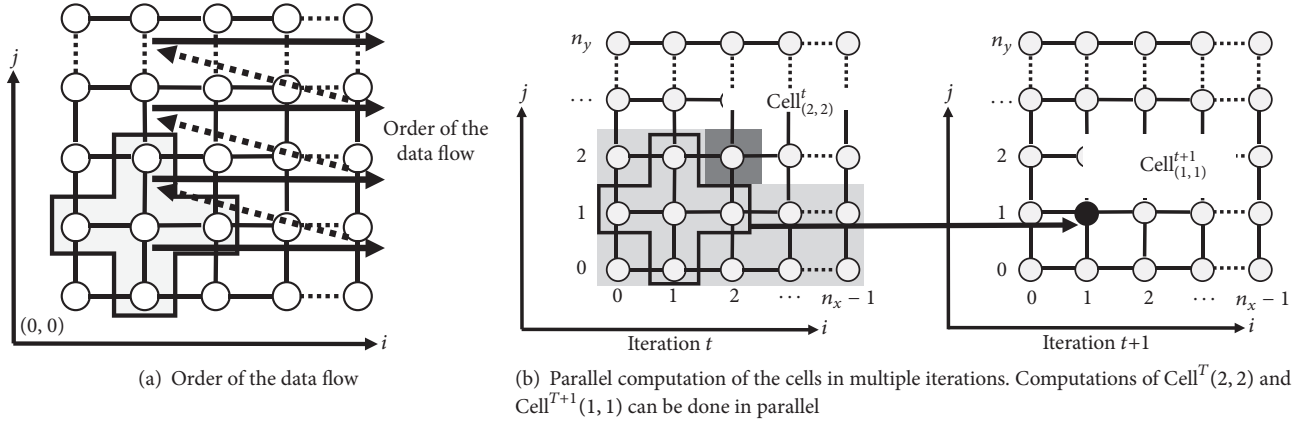 j
Order of the
data flow
(0, 0)
i
(a) Order of the data flow
j
n_y
⋯
2
1
0
Cell^t_(2, 2)
0 1 2 ⋯ n_x − 1
i
Iteration t
j
n_y
⋯
2
1
0
Cell^{t+1}_(1, 1)
0 1 2 ⋯ n_x − 1
i
Iteration t+1
(b) Parallel computation of the cells in multiple iterations. Computations of Cell^T(2, 2) and
Cell^{T+1}(1, 1) can be done in parallel